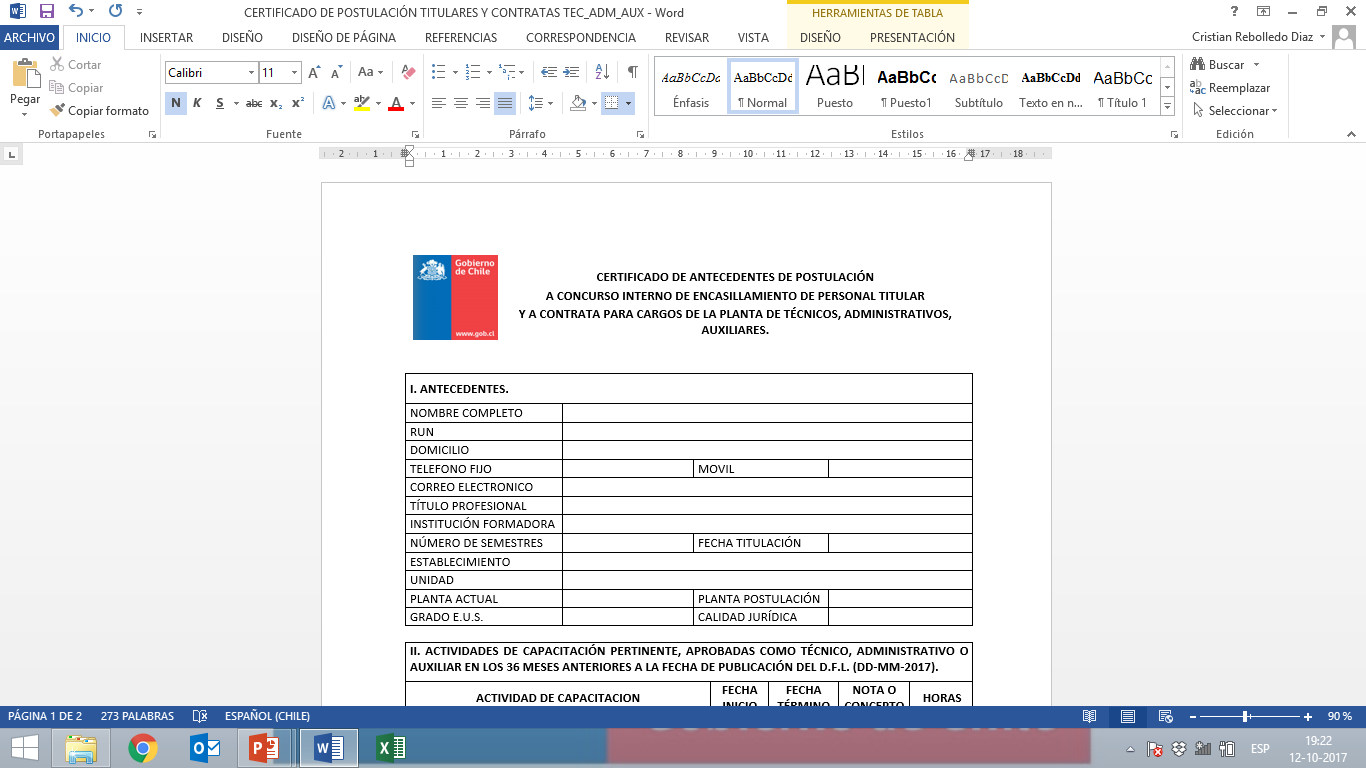 CERTIFICADO DE POSTULACIÓN TITULARES Y CONTRATAS TEC_ADM_AUX - Word
HERRAMIENTAS DE TABLA
ARCHIVO INICIO INSERTAR DISEÑO DISEÑO DE PÁGINA REFERENCIAS CORRESPONDENCIA REVISAR VISTA DISEÑO PRESENTACIÓN
Cristian Rebolledo Diaz
Pegar
Cortar
Copiar
Copiar formato
Portapapeles
Calibri 11
N K S abc x₂ x²
Fuente
Párrafo
AaBbCcDc AaBbCcDd AaBl AaBbCc AaBbCcD AaBbCcDd AaBbCc
Énfasis ¶ Normal Puesto ¶ Puesto1 Subtítulo Texto en n... ¶ Título 1
Estilos
Buscar
Reemplazar
Seleccionar
Edición
2 1 1 2 3 4 5 6 7 8 9 10 11 12 13 14 15 16 17 18
Gobierno
de Chile
www.gob.cl
CERTIFICADO DE ANTECEDENTES DE POSTULACIÓN
A CONCURSO INTERNO DE ENCASILLAMIENTO DE PERSONAL TITULAR
Y A CONTRATA PARA CARGOS DE LA PLANTA DE TÉCNICOS, ADMINISTRATIVOS,
AUXILIARES.
I. ANTECEDENTES.
NOMBRE COMPLETO
RUN
DOMICILIO
TELEFONO FIJO MOVIL
CORREO ELECTRONICO
TÍTULO PROFESIONAL
INSTITUCIÓN FORMADORA
NÚMERO DE SEMESTRES FECHA TITULACIÓN
ESTABLECIMIENTO
UNIDAD
PLANTA ACTUAL PLANTA POSTULACIÓN
GRADO E.U.S. CALIDAD JURÍDICA
II. ACTIVIDADES DE CAPACITACIÓN PERTINENTE, APROBADAS COMO TÉCNICO, ADMINISTRATIVO O
AUXILIAR EN LOS 36 MESES ANTERIORES A LA FECHA DE PUBLICACIÓN DEL D.F.L. (DD-MM-2017).
ACTIVIDAD DE CAPACITACION FECHA INICIO FECHA TÉRMINO NOTA O CONCEPTO HORAS
PÁGINA 1 DE 2 273 PALABRAS ESPAÑOL (CHILE) 90 %
Gobierno de Chile
ESP
19:22
12-10-2017